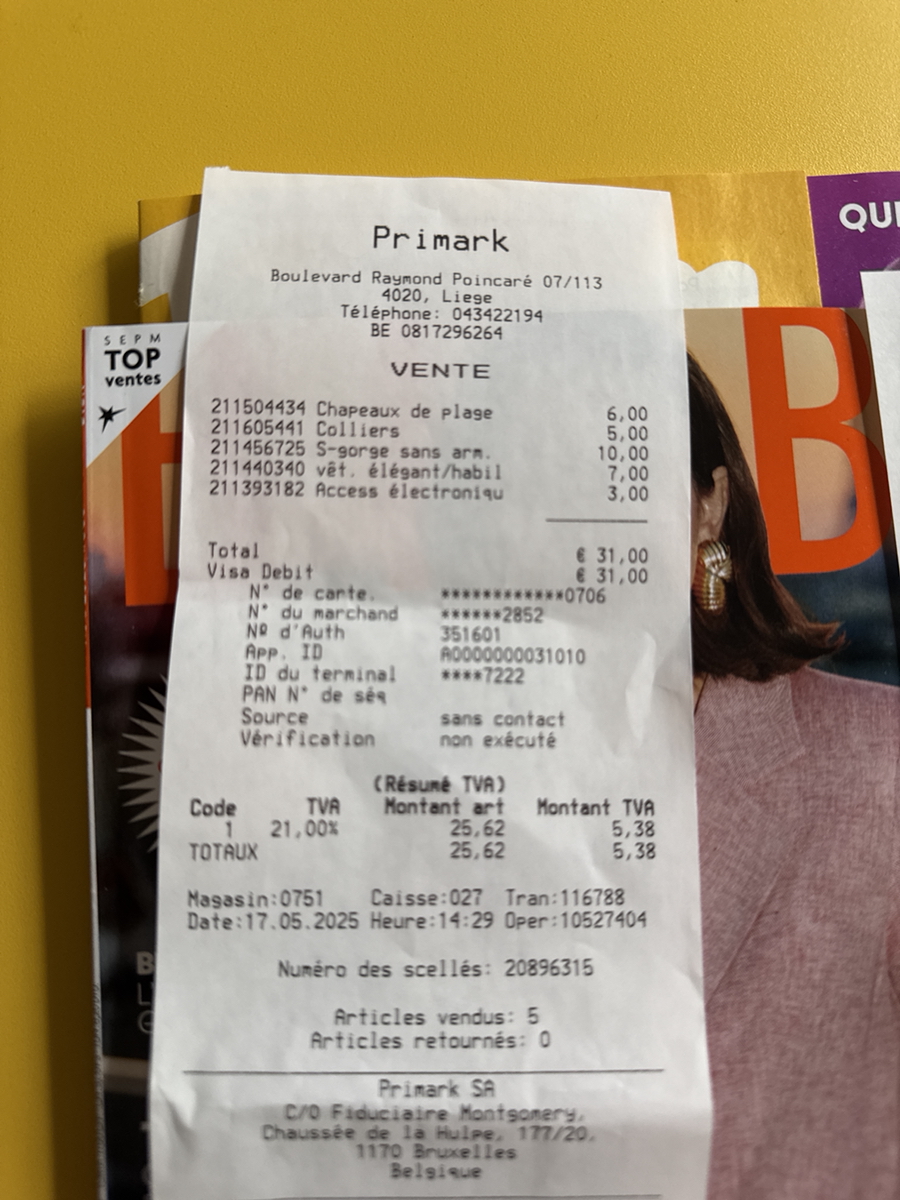 Primark
Boulevard Raymond Poincaré 07/113
4020, Liege
Téléphone: 043422194
BE 0817296264
VENTE
211504434 Chapeaux de plage 6,00
211605441 Colliers 5,00
211456725 S-gorge sans arm. 10,00
211440340 vêt. élégant/habil 7,00
211393182 Access électroniqu 3,00
Total € 31,00
Visa Debit € 31,00
N° de carte. ************0706
N° du marchand ******2852
Nº d'Auth 351601
App. ID A0000000031010
ID du terminal ****7222
PAN N° de séq
Source sans contact
Vérification non exécuté
(Résumé TVA)
Code TVA Montant art Montant TVA
1 21,00% 25,62 5,38
TOTAUX 25,62 5,38
Magasin:0751 Caisse:027 Tran:116788
Date:17.05.2025 Heure:14:29 Oper:10527404
Numéro des scellés: 20896315
Articles vendus: 5
Articles retournés: 0
Primark SA
C/O Fiduciaire Montgomery,
Chaussée de la Hulpe, 177/20,
1170 Bruxelles
Belgique
SEPM
TOP
ventes
B
QUI